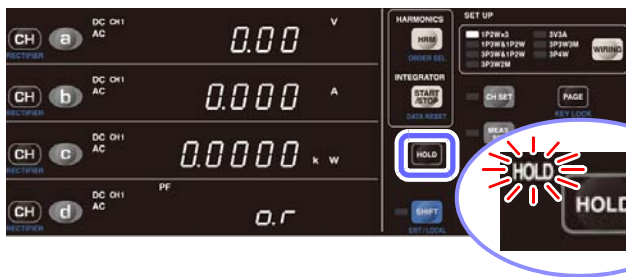 CH a DC CH1 AC 0.00 V
RECTIFIER
CH b DC CH1 AC 0.000 A
RECTIFIER
CH c DC CH1 AC 0.0000 k W
RECTIFIER
CH d DC CH1 AC PF o.r
RECTIFIER
HARMONICS
HRM
ORDER SEL
INTEGRATOR
START
/STOP
DATA RESET
HOLD
SHIFT
EXIT/LOCAL
SET UP
1P2Wx3 3V3A
1P3W&1P2W 3P3W3M
3P3W&1P2W 3P4W
3P3W2M
WIRING
CH SET
PAGE
KEY LOCK
MEAS
HOLD
HOLD